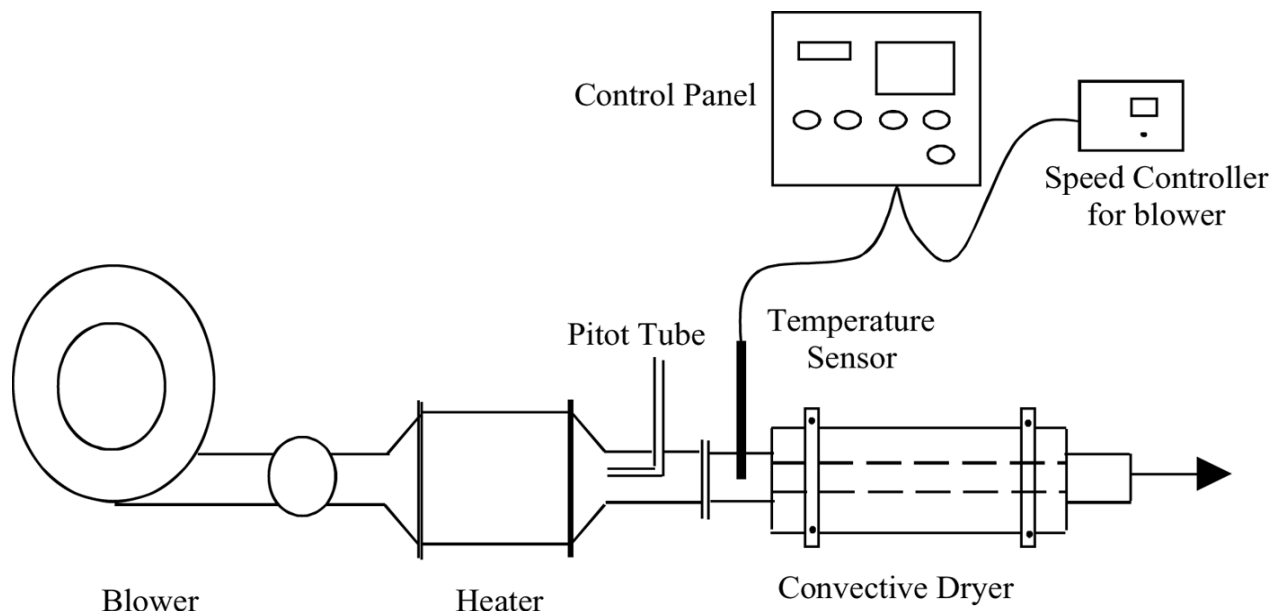 Control Panel
Speed Controller
for blower
Pitot Tube
Temperature
Sensor
Blower
Heater
Convective Dryer